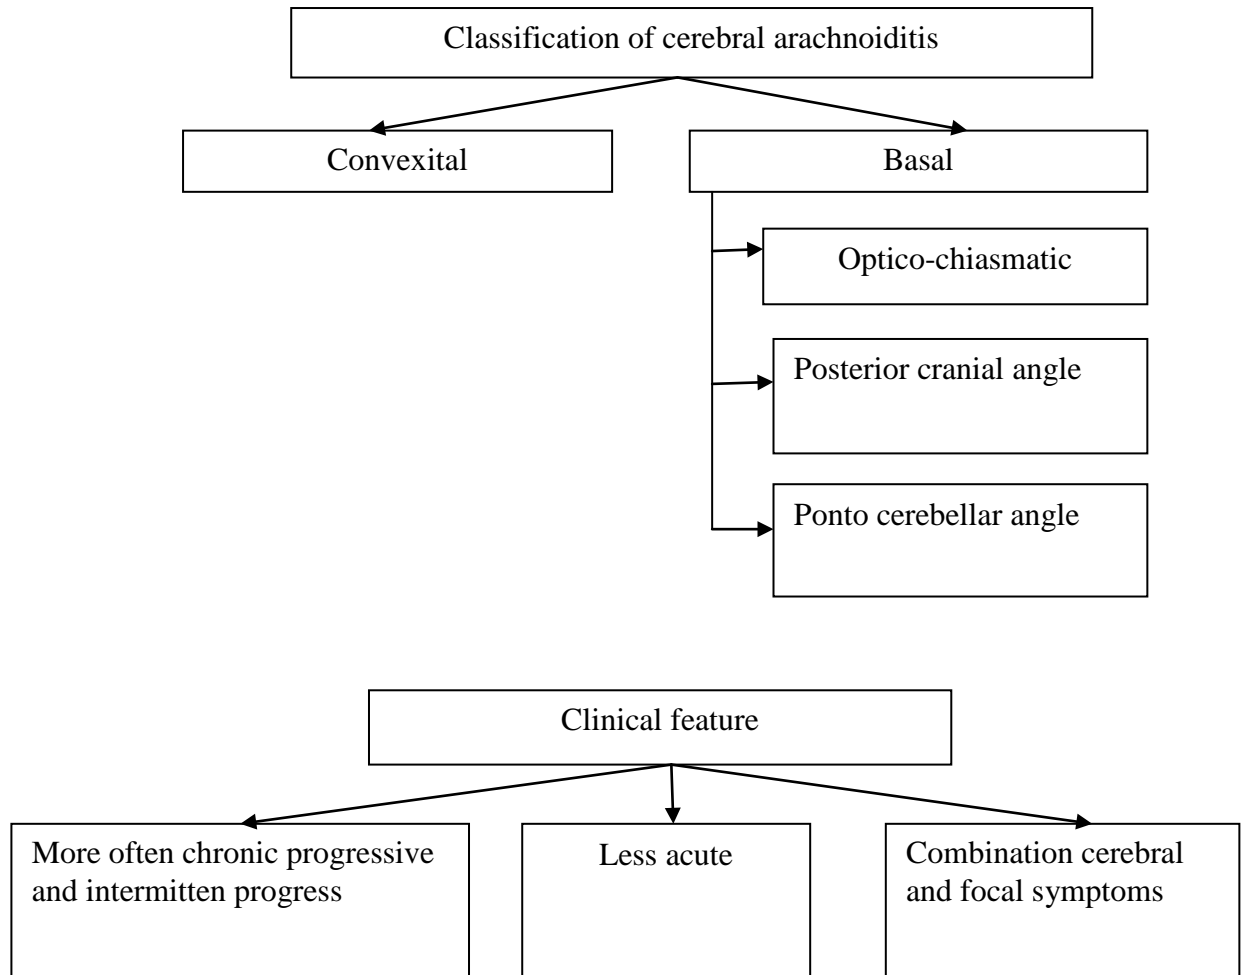 Classification of cerebral arachnoiditis
Convexital
Basal
Optico-chiasmatic
Posterior cranial angle
Ponto cerebellar angle
Clinical feature
More often chronic progressive
and intermitten progress
Less acute
Combination cerebral
and focal symptoms